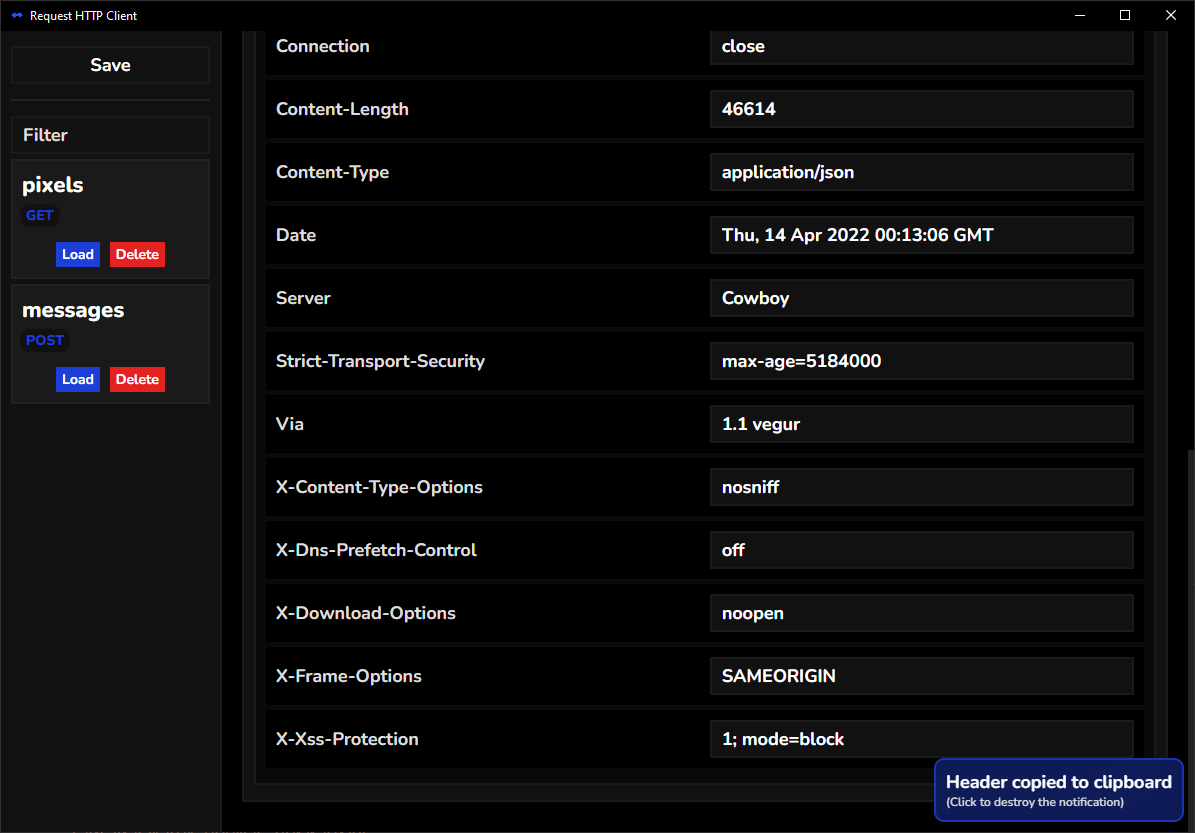 Request HTTP Client
Save
Filter
pixels
GET
Load Delete
messages
POST
Load Delete
Connection close
Content-Length 46614
Content-Type application/json
Date Thu, 14 Apr 2022 00:13:06 GMT
Server Cowboy
Strict-Transport-Security max-age=5184000
Via 1.1 vegur
X-Content-Type-Options nosniff
X-Dns-Prefetch-Control off
X-Download-Options noopen
X-Frame-Options SAMEORIGIN
X-Xss-Protection 1; mode=block
Header copied to clipboard
(Click to destroy the notification)